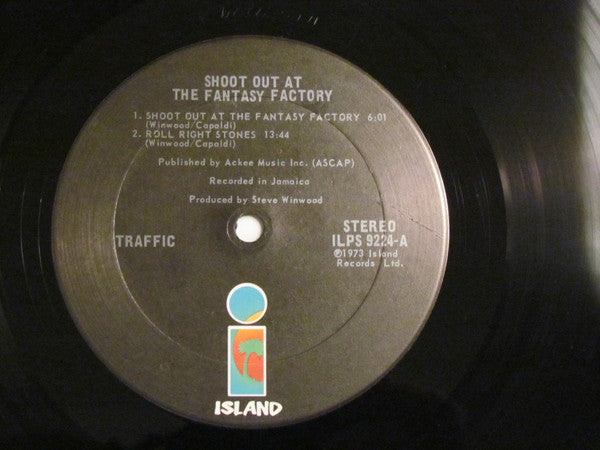 SHOOT OUT AT
THE FANTASY FACTORY
1. SHOOT OUT AT THE FANTASY FACTORY 6:01
(Winwood/Capaldi)
2. ROLL RIGHT STONES 13:44
(Winwood/Capaldi)
Published by Ackee Music Inc. (ASCAP)
Recorded in Jamaica
Produced by Steve Winwood
TRAFFIC
STEREO
ILPS 9224-A
℗1973 Island
Records Ltd.
i
ISLAND